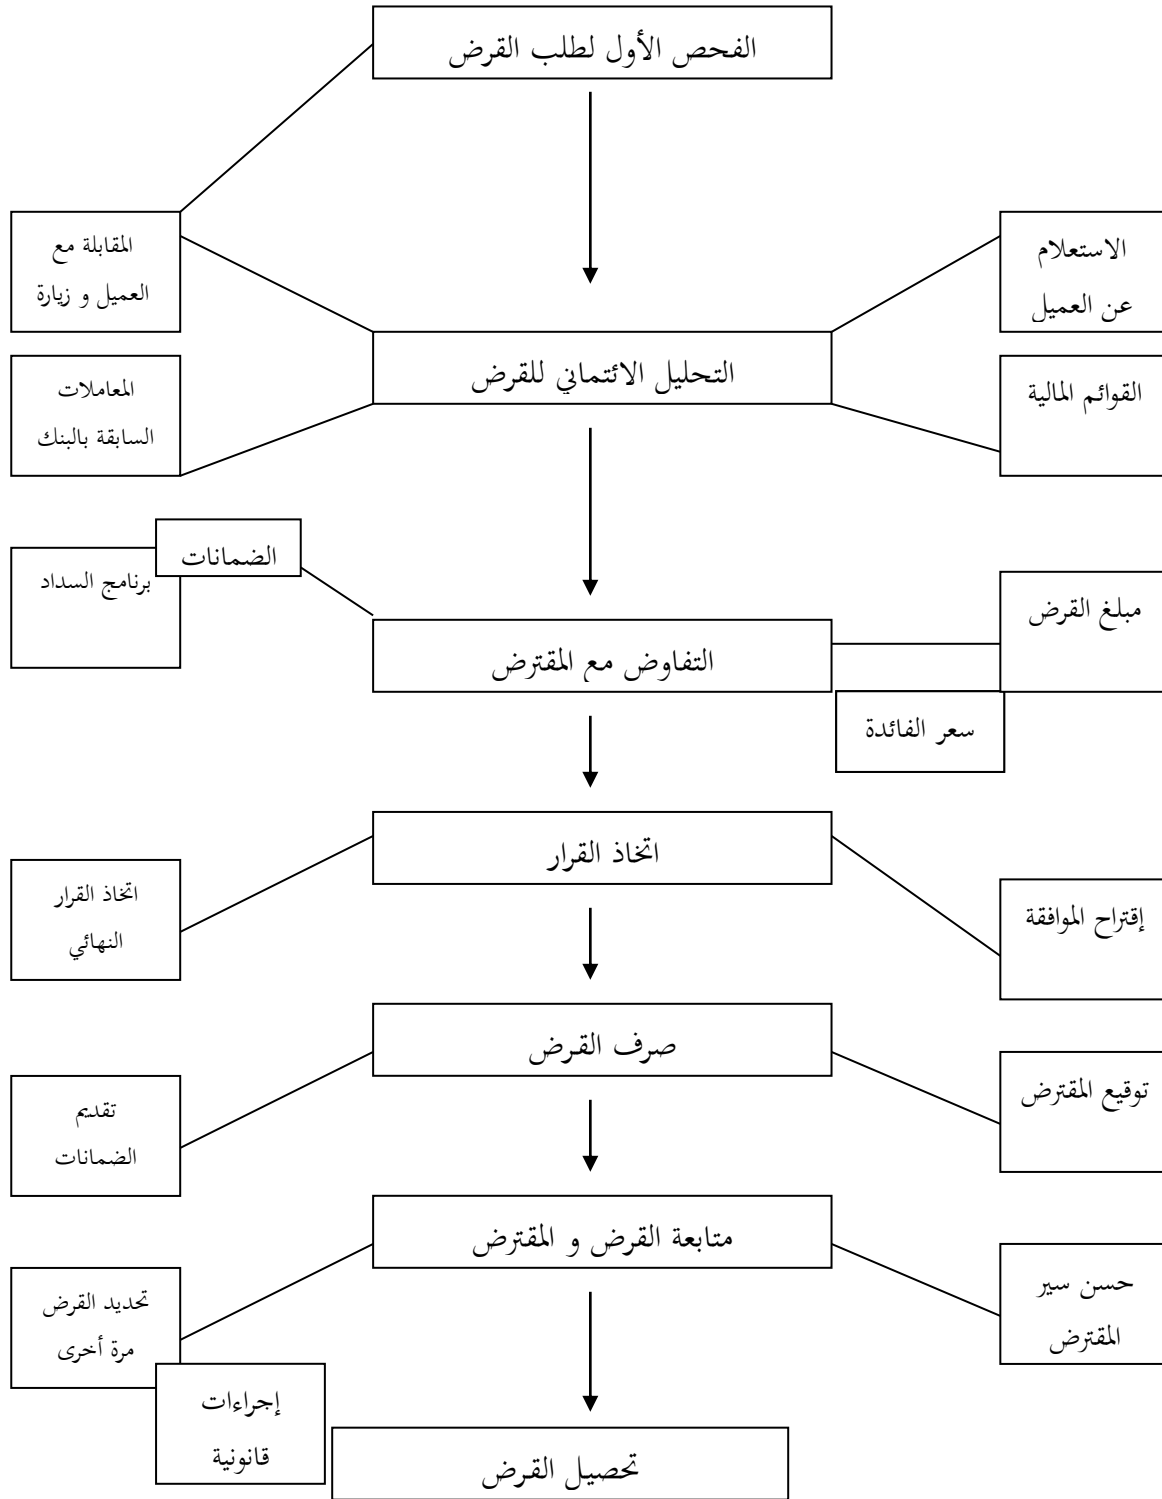 الفحص الأول لطلب القرض
الاستعلام
عن العميل
المقابلة مع
العميل و زيارة
التحليل الائتماني للقرض
القوائم المالية
المعاملات
السابقة بالبنك
الضمانات
برنامج السداد
مبلغ القرض
التفاوض مع المقترض
سعر الفائدة
اتخاذ القرار
إقتراح الموافقة
اتخاذ القرار
النهائي
صرف القرض
توقيع المقترض
تقديم
الضمانات
متابعة القرض و المقترض
حسن سير
المقترض
تحديد القرض
مرة أخرى
إجراءات
قانونية
تحصيل القرض